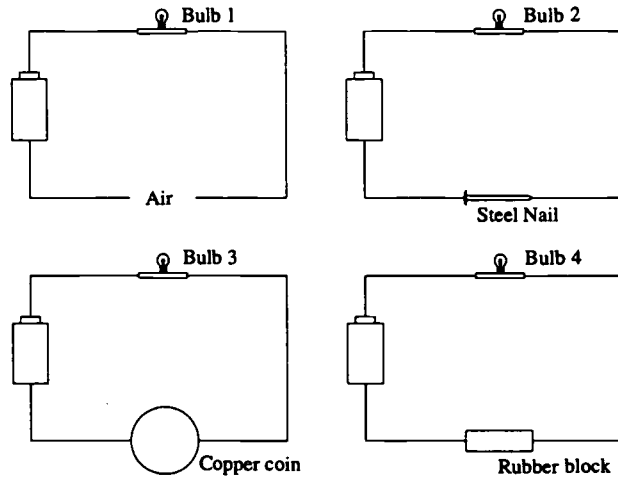 Bulb 1
Bulb 2
Air
Steel Nail
Bulb 3
Bulb 4
Copper coin
Rubber block